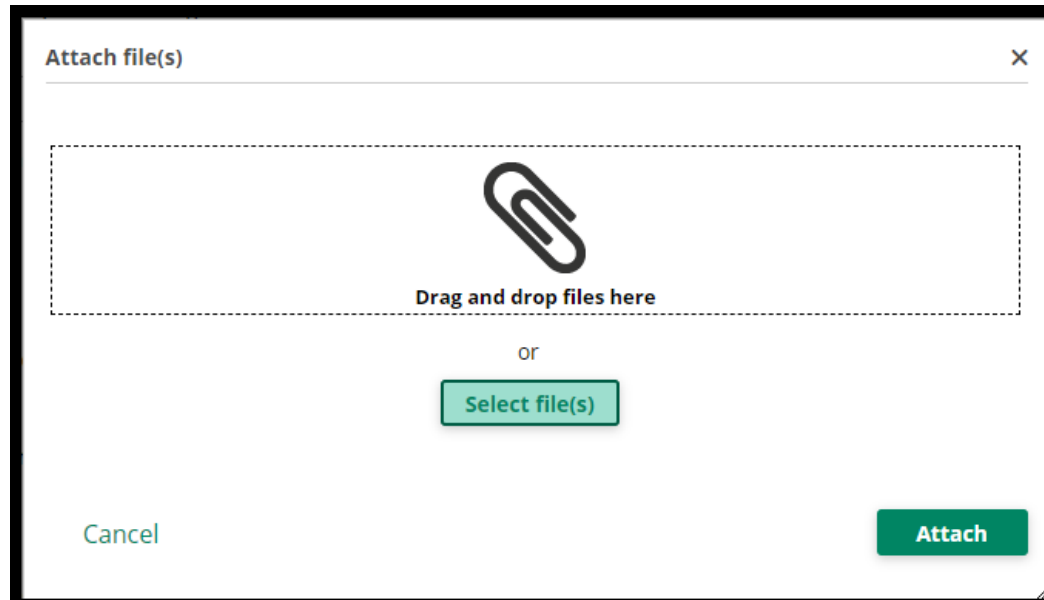 Attach file(s)
Drag and drop files here
or
Select file(s)
Cancel
Attach